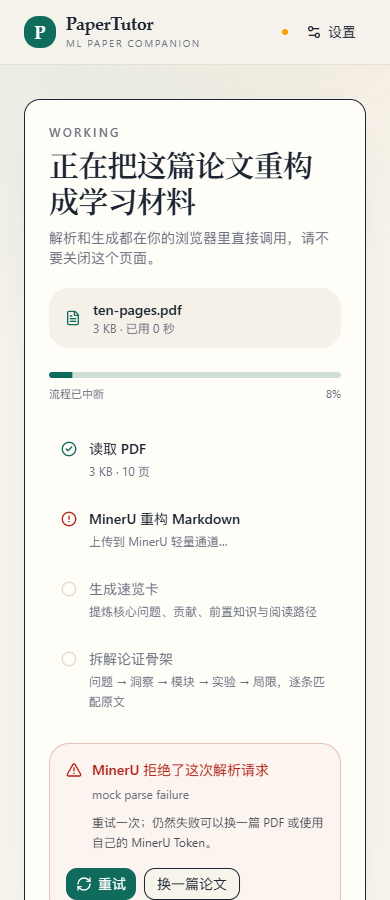 P
PaperTutor
ML PAPER COMPANION
设置
WORKING
正在把这篇论文重构
成学习材料
解析和生成都在你的浏览器里直接调用，请不
要关闭这个页面。
ten-pages.pdf
3 KB · 已用 0 秒
流程已中断
8%
读取 PDF
3 KB · 10 页
MinerU 重构 Markdown
上传到 MinerU 轻量通道...
生成速览卡
提炼核心问题、贡献、前置知识与阅读路径
拆解论证骨架
问题 → 洞察 → 模块 → 实验 → 局限，逐条匹
配原文
MinerU 拒绝了这次解析请求
mock parse failure
重试一次；仍然失败可以换一篇 PDF 或使用
自己的 MinerU Token。
重试
换一篇论文